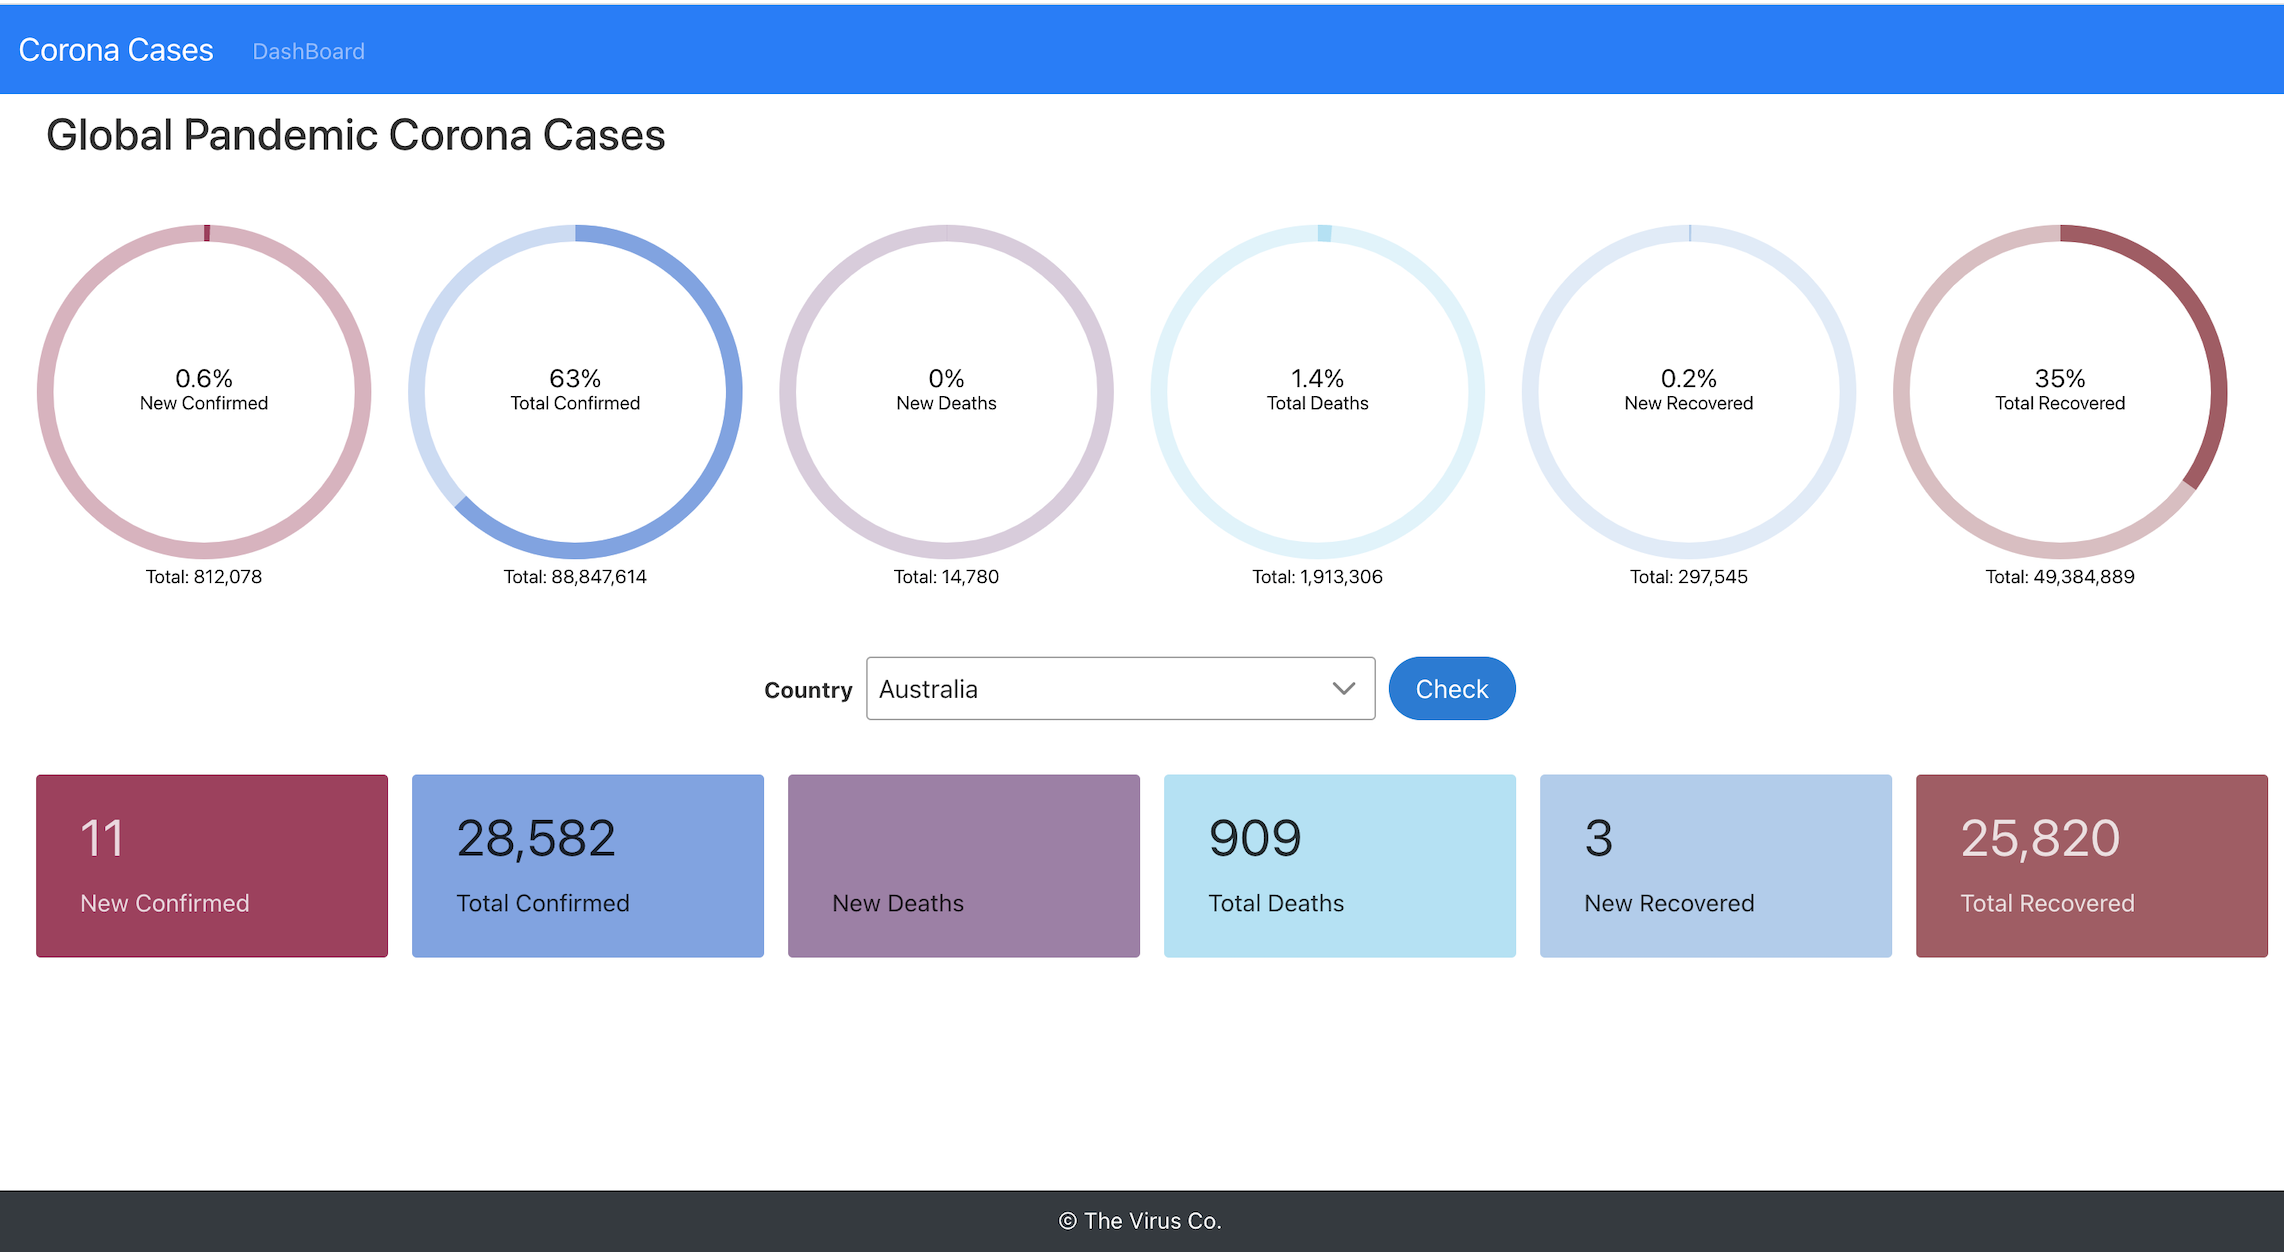 Corona Cases DashBoard
Global Pandemic Corona Cases
0.6%
New Confirmed
Total: 812,078
63%
Total Confirmed
Total: 88,847,614
0%
New Deaths
Total: 14,780
1.4%
Total Deaths
Total: 1,913,306
0.2%
New Recovered
Total: 297,545
35%
Total Recovered
Total: 49,384,889
Country Australia Check
11
New Confirmed
28,582
Total Confirmed
New Deaths
909
Total Deaths
3
New Recovered
25,820
Total Recovered
© The Virus Co.